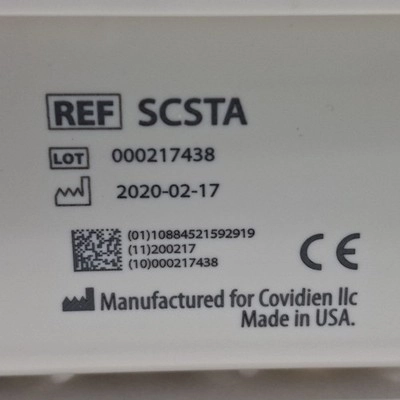 REF SCSTA
LOT 000217438
2020-02-17
(01)10884521592919
(11)200217
(10)000217438
CE
Manufactured for Covidien llc
Made in USA.